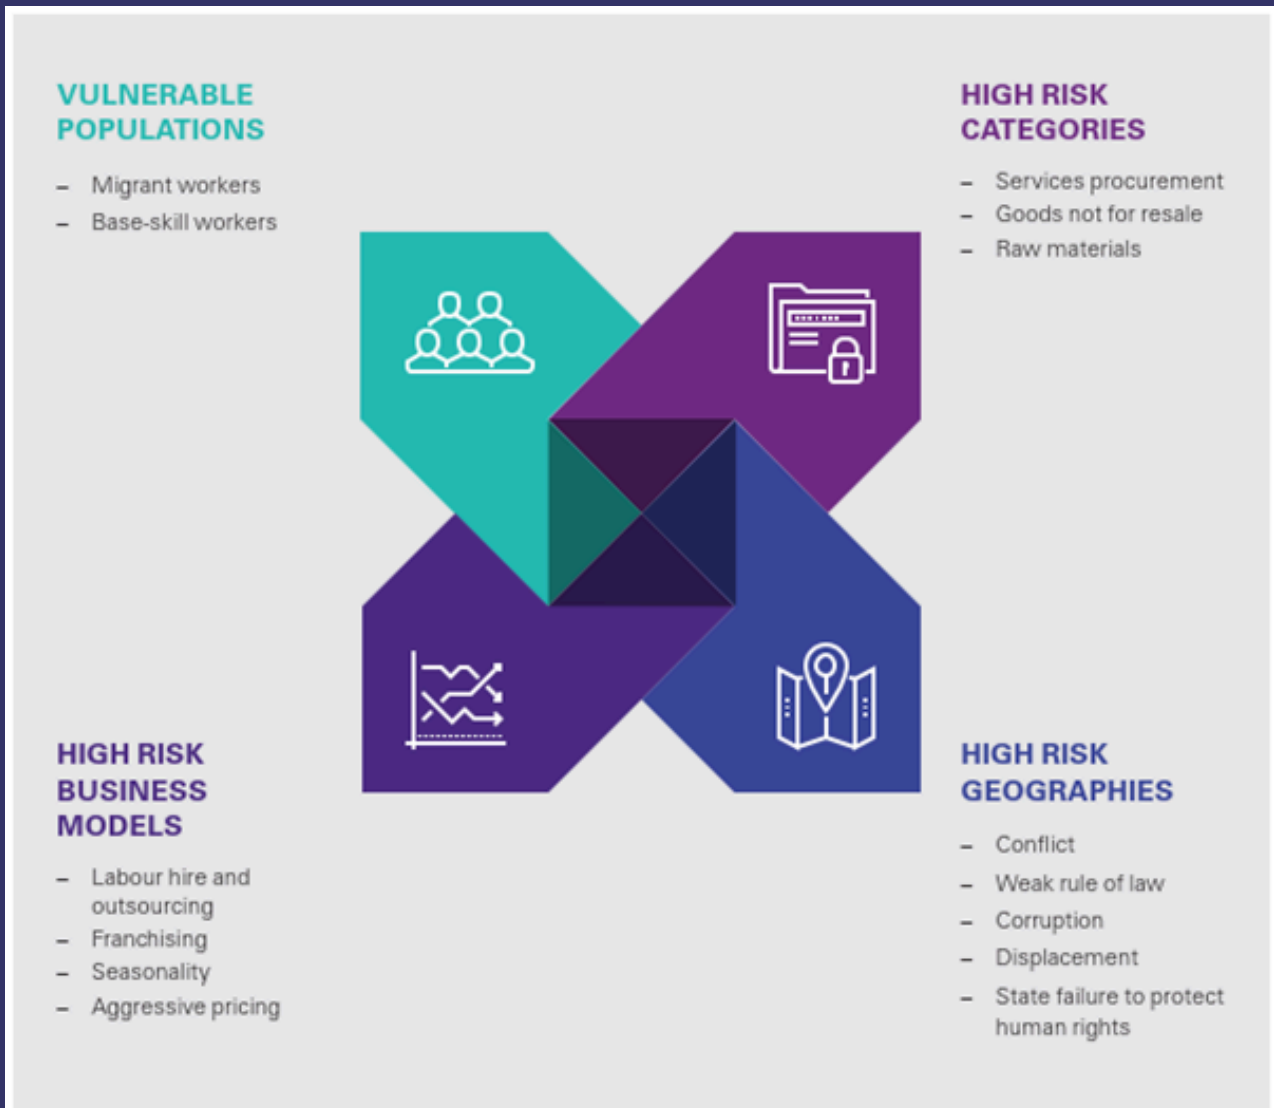 VULNERABLE
POPULATIONS
– Migrant workers
– Base-skill workers
HIGH RISK
CATEGORIES
– Services procurement
– Goods not for resale
– Raw materials
HIGH RISK
BUSINESS
MODELS
– Labour hire and
outsourcing
– Franchising
– Seasonality
– Aggressive pricing
HIGH RISK
GEOGRAPHIES
– Conflict
– Weak rule of law
– Corruption
– Displacement
– State failure to protect
human rights